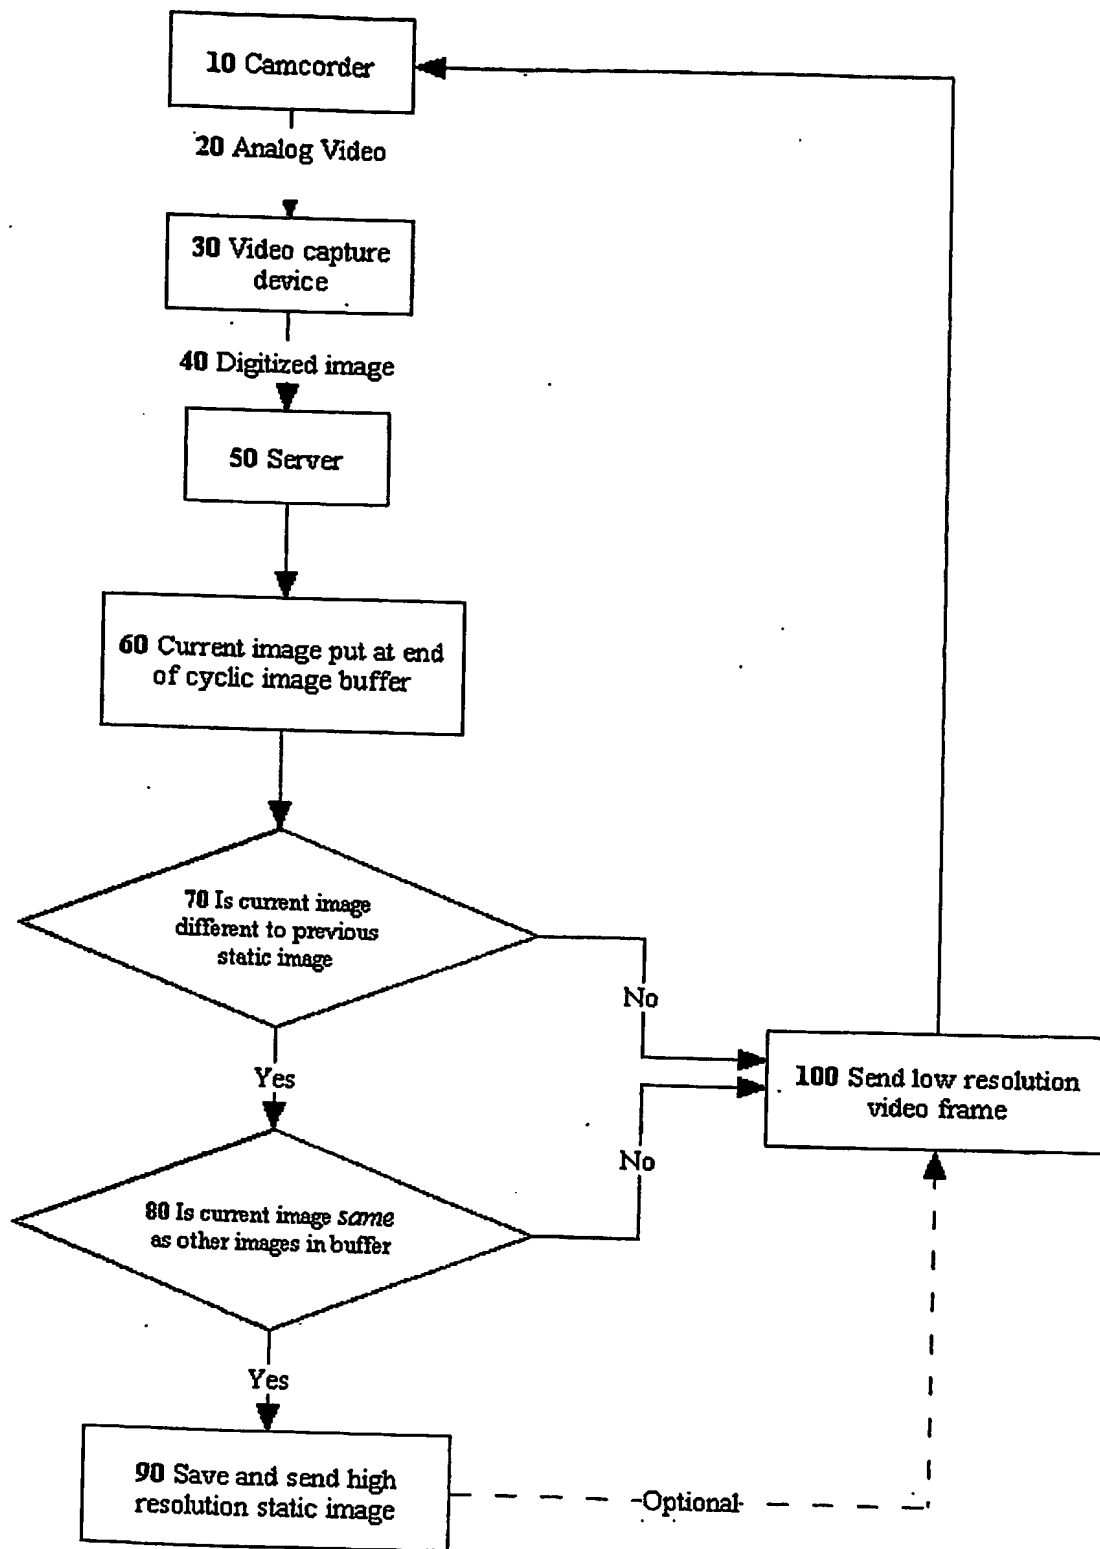 10 Camcorder
20 Analog Video
30 Video capture
device
40 Digitized image
50 Server
60 Current image put at end
of cyclic image buffer
70 Is current image
different to previous
static image
No
Yes
100 Send low resolution
video frame
No
80 Is current image same
as other images in buffer
Yes
90 Save and send high
resolution static image
Optional